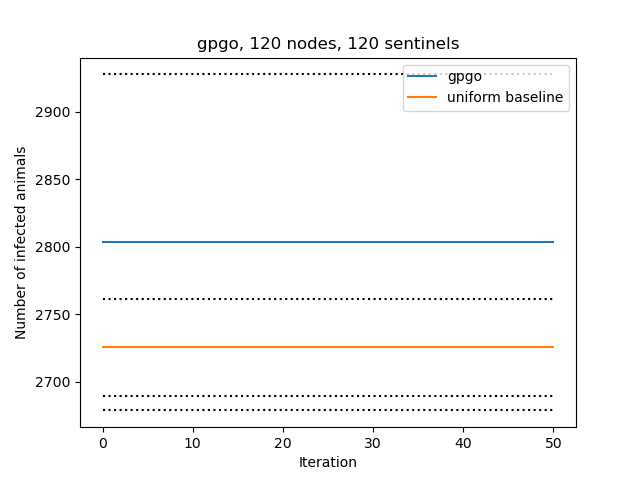 gpgo, 120 nodes, 120 sentinels
gpgo
uniform baseline
Number of infected animals
2900
2850
2800
2750
2700
0 10 20 30 40 50
Iteration